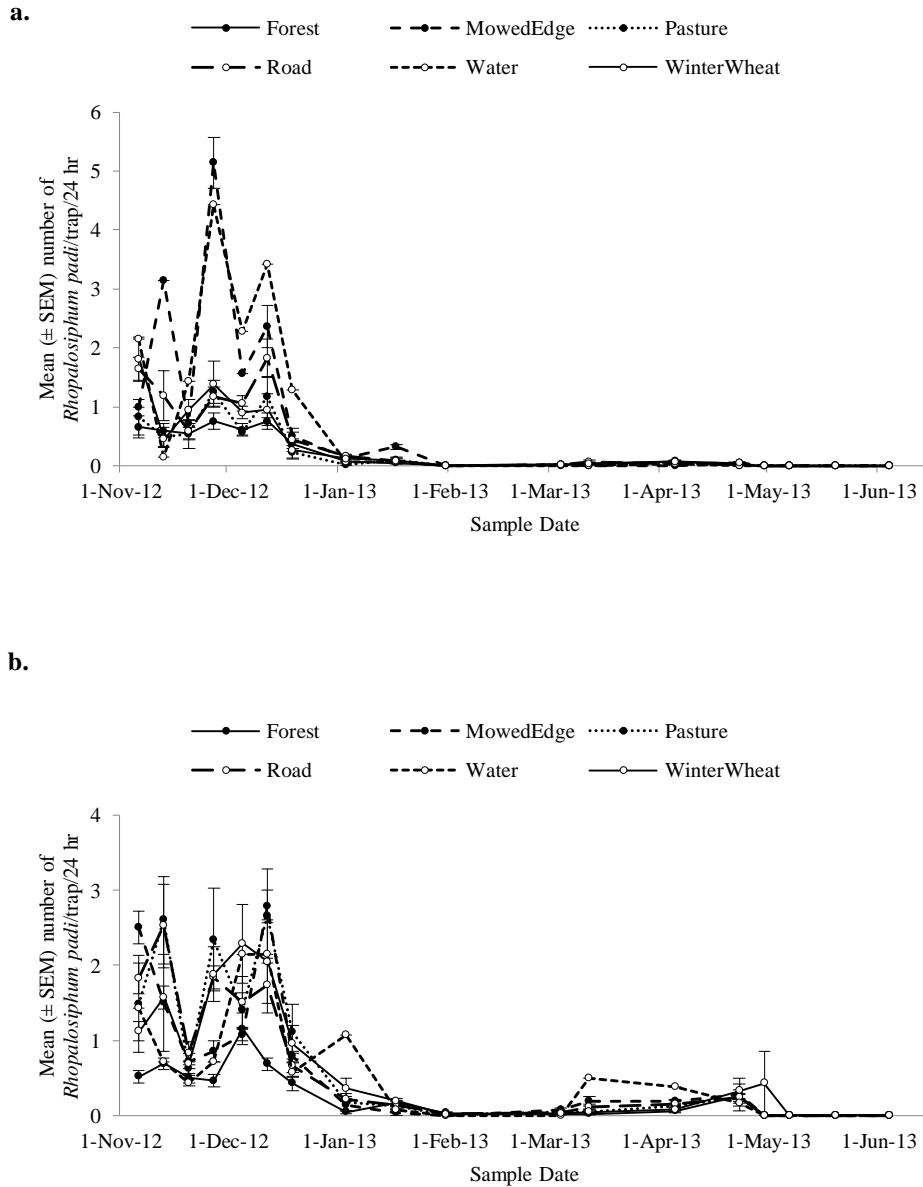 a.
Forest MowedEdge Pasture
Road Water WinterWheat
Mean (± SEM) number of
Rhopalosiphum padi/trap/24 hr
6
5
4
3
2
1
0
1-Nov-12 1-Dec-12 1-Jan-13 1-Feb-13 1-Mar-13 1-Apr-13 1-May-13 1-Jun-13
Sample Date
b.
Forest MowedEdge Pasture
Road Water WinterWheat
Mean (± SEM) number of
Rhopalosiphum padi/trap/24 hr
4
3
2
1
0
1-Nov-12 1-Dec-12 1-Jan-13 1-Feb-13 1-Mar-13 1-Apr-13 1-May-13 1-Jun-13
Sample Date